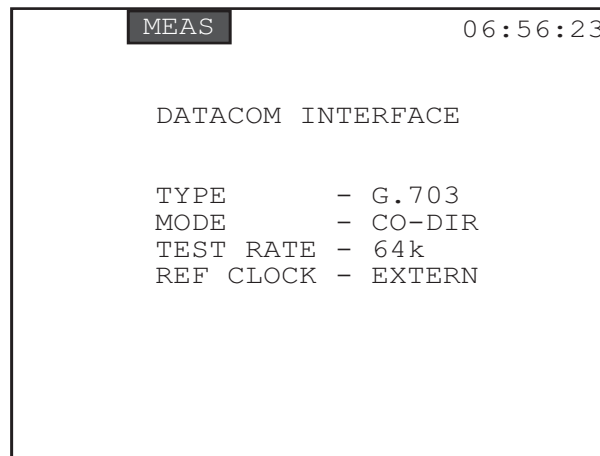 MEAS 06:56:23
DATACOM INTERFACE
TYPE - G.703
MODE - CO-DIR
TEST RATE - 64k
REF CLOCK - EXTERN